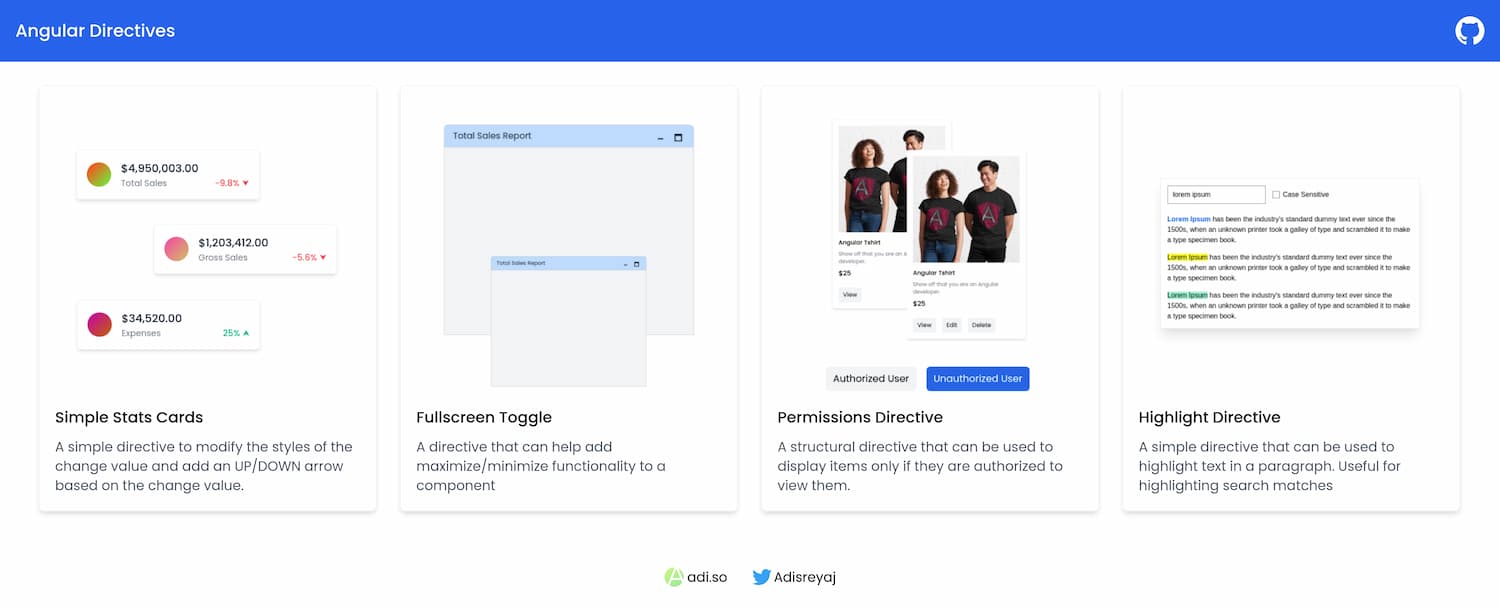 Angular Directives
$4,950,003.00
Total Sales
-9.8%
$1,203,412.00
Gross Sales
-5.6%
$34,520.00
Expenses
25%
Simple Stats Cards
A simple directive to modify the styles of the
change value and add an UP/DOWN arrow
based on the change value.
Total Sales Report
Total Sales Report
Fullscreen Toggle
A directive that can help add
maximize/minimize functionality to a
component
Angular Tshirt
Show off that you are an A
developer.
$25
View
Angular Tshirt
Show off that you are an Angular
developer.
$25
View Edit Delete
Authorized User Unauthorized User
Permissions Directive
A structural directive that can be used to
display items only if they are authorized to
view them.
lorem ipsum Case Sensitive
Lorem Ipsum has been the industry's standard dummy text ever since the
1500s, when an unknown printer took a galley of type and scrambled it to make
a type specimen book.
Lorem Ipsum has been the industry's standard dummy text ever since the
1500s, when an unknown printer took a galley of type and scrambled it to make
a type specimen book.
Lorem Ipsum has been the industry's standard dummy text ever since the
1500s, when an unknown printer took a galley of type and scrambled it to make
a type specimen book.
Highlight Directive
A simple directive that can be used to
highlight text in a paragraph. Useful for
highlighting search matches
adi.so Adisreyaj